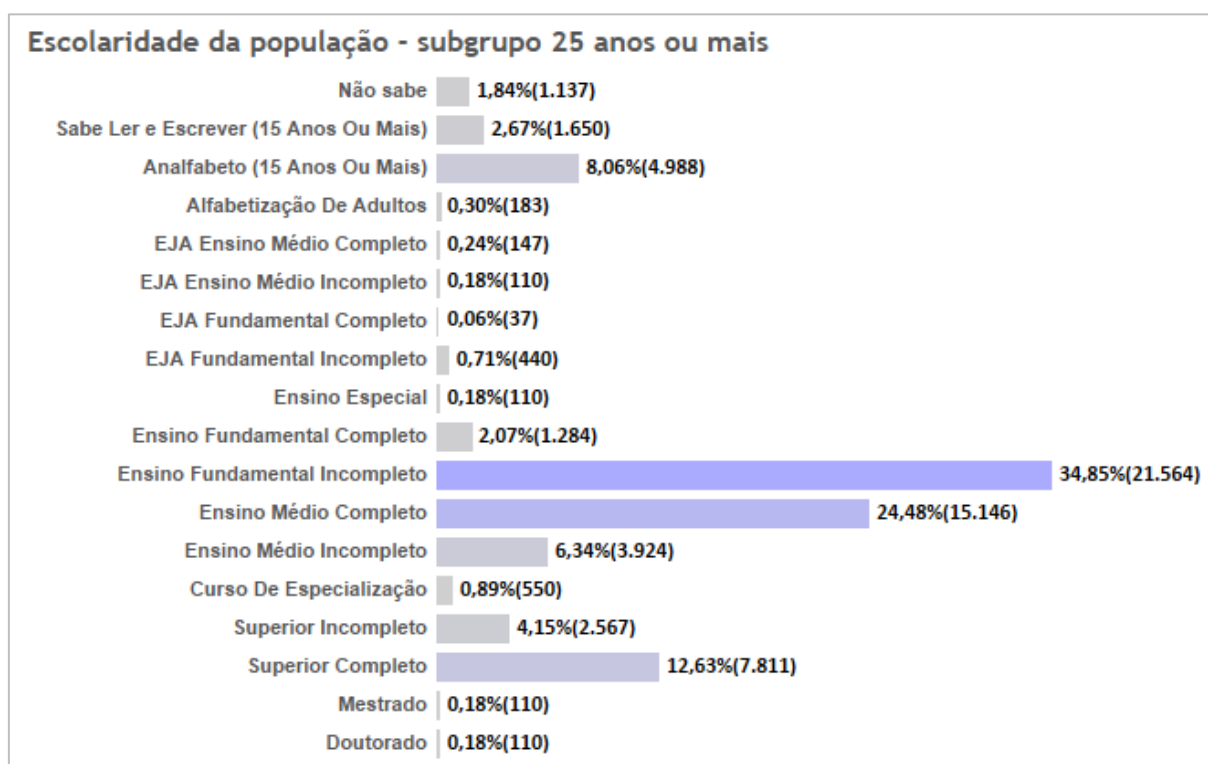 Escolaridade da população - subgrupo 25 anos ou mais
Não sabe 1,84%(1.137)
Sabe Ler e Escrever (15 Anos Ou Mais) 2,67%(1.650)
Analfabeto (15 Anos Ou Mais) 8,06%(4.988)
Alfabetização De Adultos 0,30%(183)
EJA Ensino Médio Completo 0,24%(147)
EJA Ensino Médio Incompleto 0,18%(110)
EJA Fundamental Completo 0,06%(37)
EJA Fundamental Incompleto 0,71%(440)
Ensino Especial 0,18%(110)
Ensino Fundamental Completo 2,07%(1.284)
Ensino Fundamental Incompleto 34,85%(21.564)
Ensino Médio Completo 24,48%(15.146)
Ensino Médio Incompleto 6,34%(3.924)
Curso De Especialização 0,89%(550)
Superior Incompleto 4,15%(2.567)
Superior Completo 12,63%(7.811)
Mestrado 0,18%(110)
Doutorado 0,18%(110)